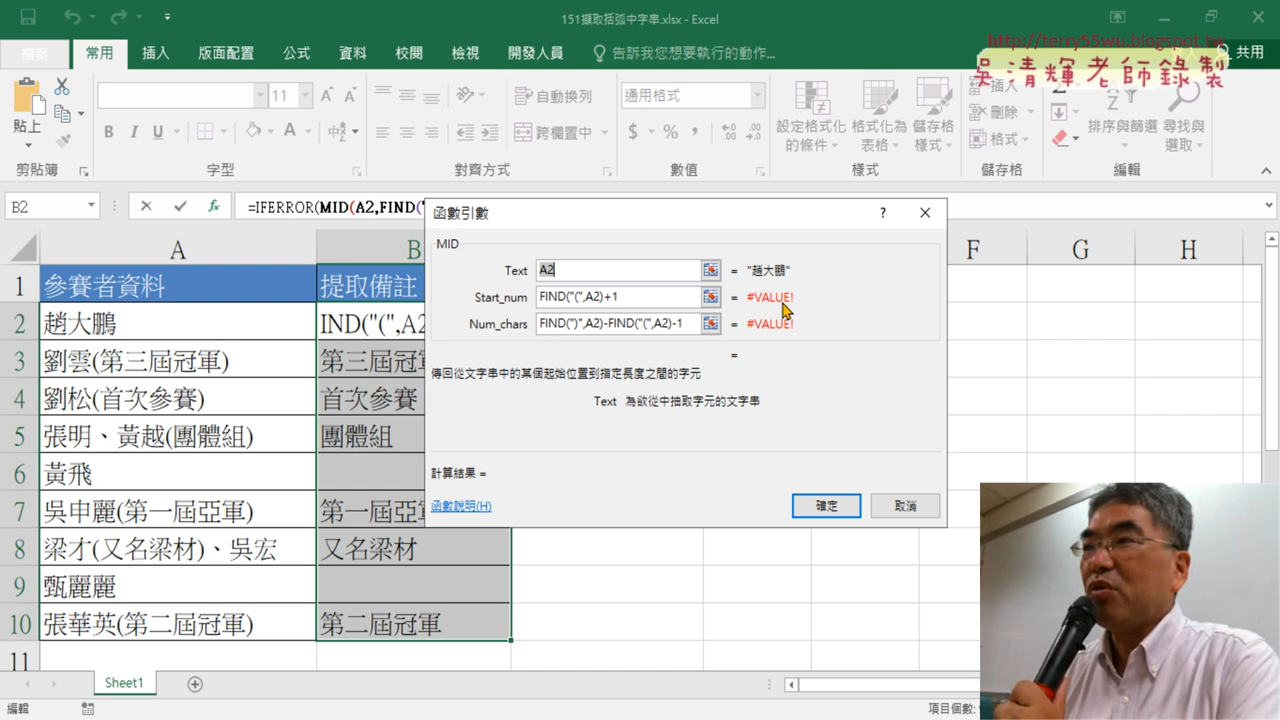 151擷取括弧中字串.xlsx - Excel
http://terry55wu.blogspot.tw
吳清輝老師錄製
檔案 常用 插入 版面配置 公式 資料 校閱 檢視 開發人員 告訴我您想要執行的動作... 共用
貼上
11
自動換列
跨欄置中
通用格式
設定格式化的條件
格式化為表格
儲存格樣式
插入
刪除
格式
排序與篩選
尋找與選取
剪貼簿 字型 對齊方式 數值 樣式 儲存格 編輯
B2 =IFERROR(MID(A2,FIND("
A B F G H
1 參賽者資料 提取備註
2 趙大鵬 IND("(",A2
3 劉雲(第三屆冠軍) 第三屆冠軍
4 劉松(首次參賽) 首次參賽
5 張明、黃越(團體組) 團體組
6 黃飛
7 吳申麗(第一屆亞軍) 第一屆亞軍
8 梁才(又名梁材)、吳宏 又名梁材
9 甄麗麗
10 張華英(第二屆冠軍) 第二屆冠軍
11
函數引數 ?
MID
Text A2 = "趙大鵬"
Start_num FIND("(",A2)+1 = #VALUE!
Num_chars FIND(")",A2)-FIND("(",A2)-1 = #VALUE!
=
傳回從文字串中的某個起始位置到指定長度之間的字元
Text 為欲從中抽取字元的文字串
計算結果 =
函數說明(H) 確定 取消
Sheet1
編輯 項目個數: